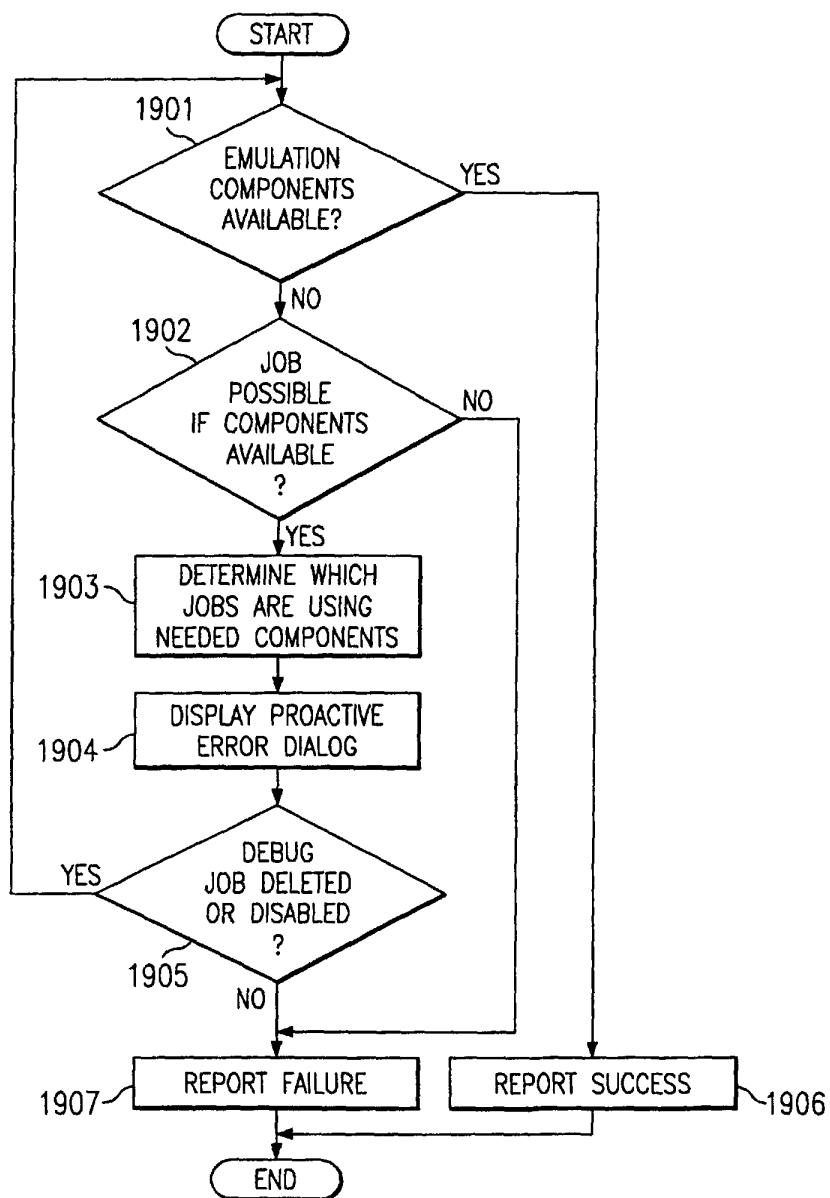 START
1901
EMULATION
COMPONENTS
AVAILABLE?
YES
NO
1902
JOB
POSSIBLE
IF COMPONENTS
AVAILABLE
?
NO
YES
1903
DETERMINE WHICH
JOBS ARE USING
NEEDED COMPONENTS
1904
DISPLAY PROACTIVE
ERROR DIALOG
YES
DEBUG
JOB DELETED
OR DISABLED
?
1905
NO
1907
REPORT FAILURE
REPORT SUCCESS
1906
END